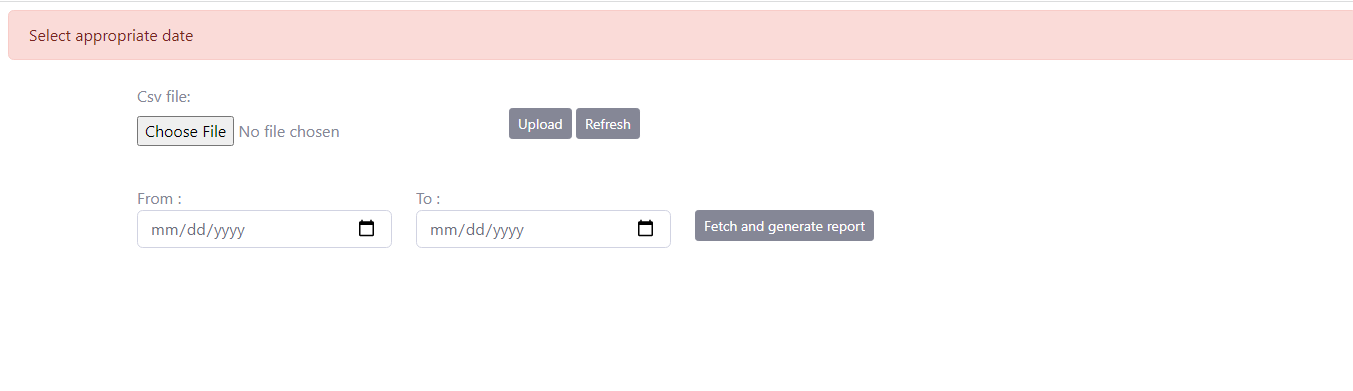 Select appropriate date
Csv file:
Choose File No file chosen
Upload Refresh
From :
To :
mm/dd/yyyy
mm/dd/yyyy
Fetch and generate report